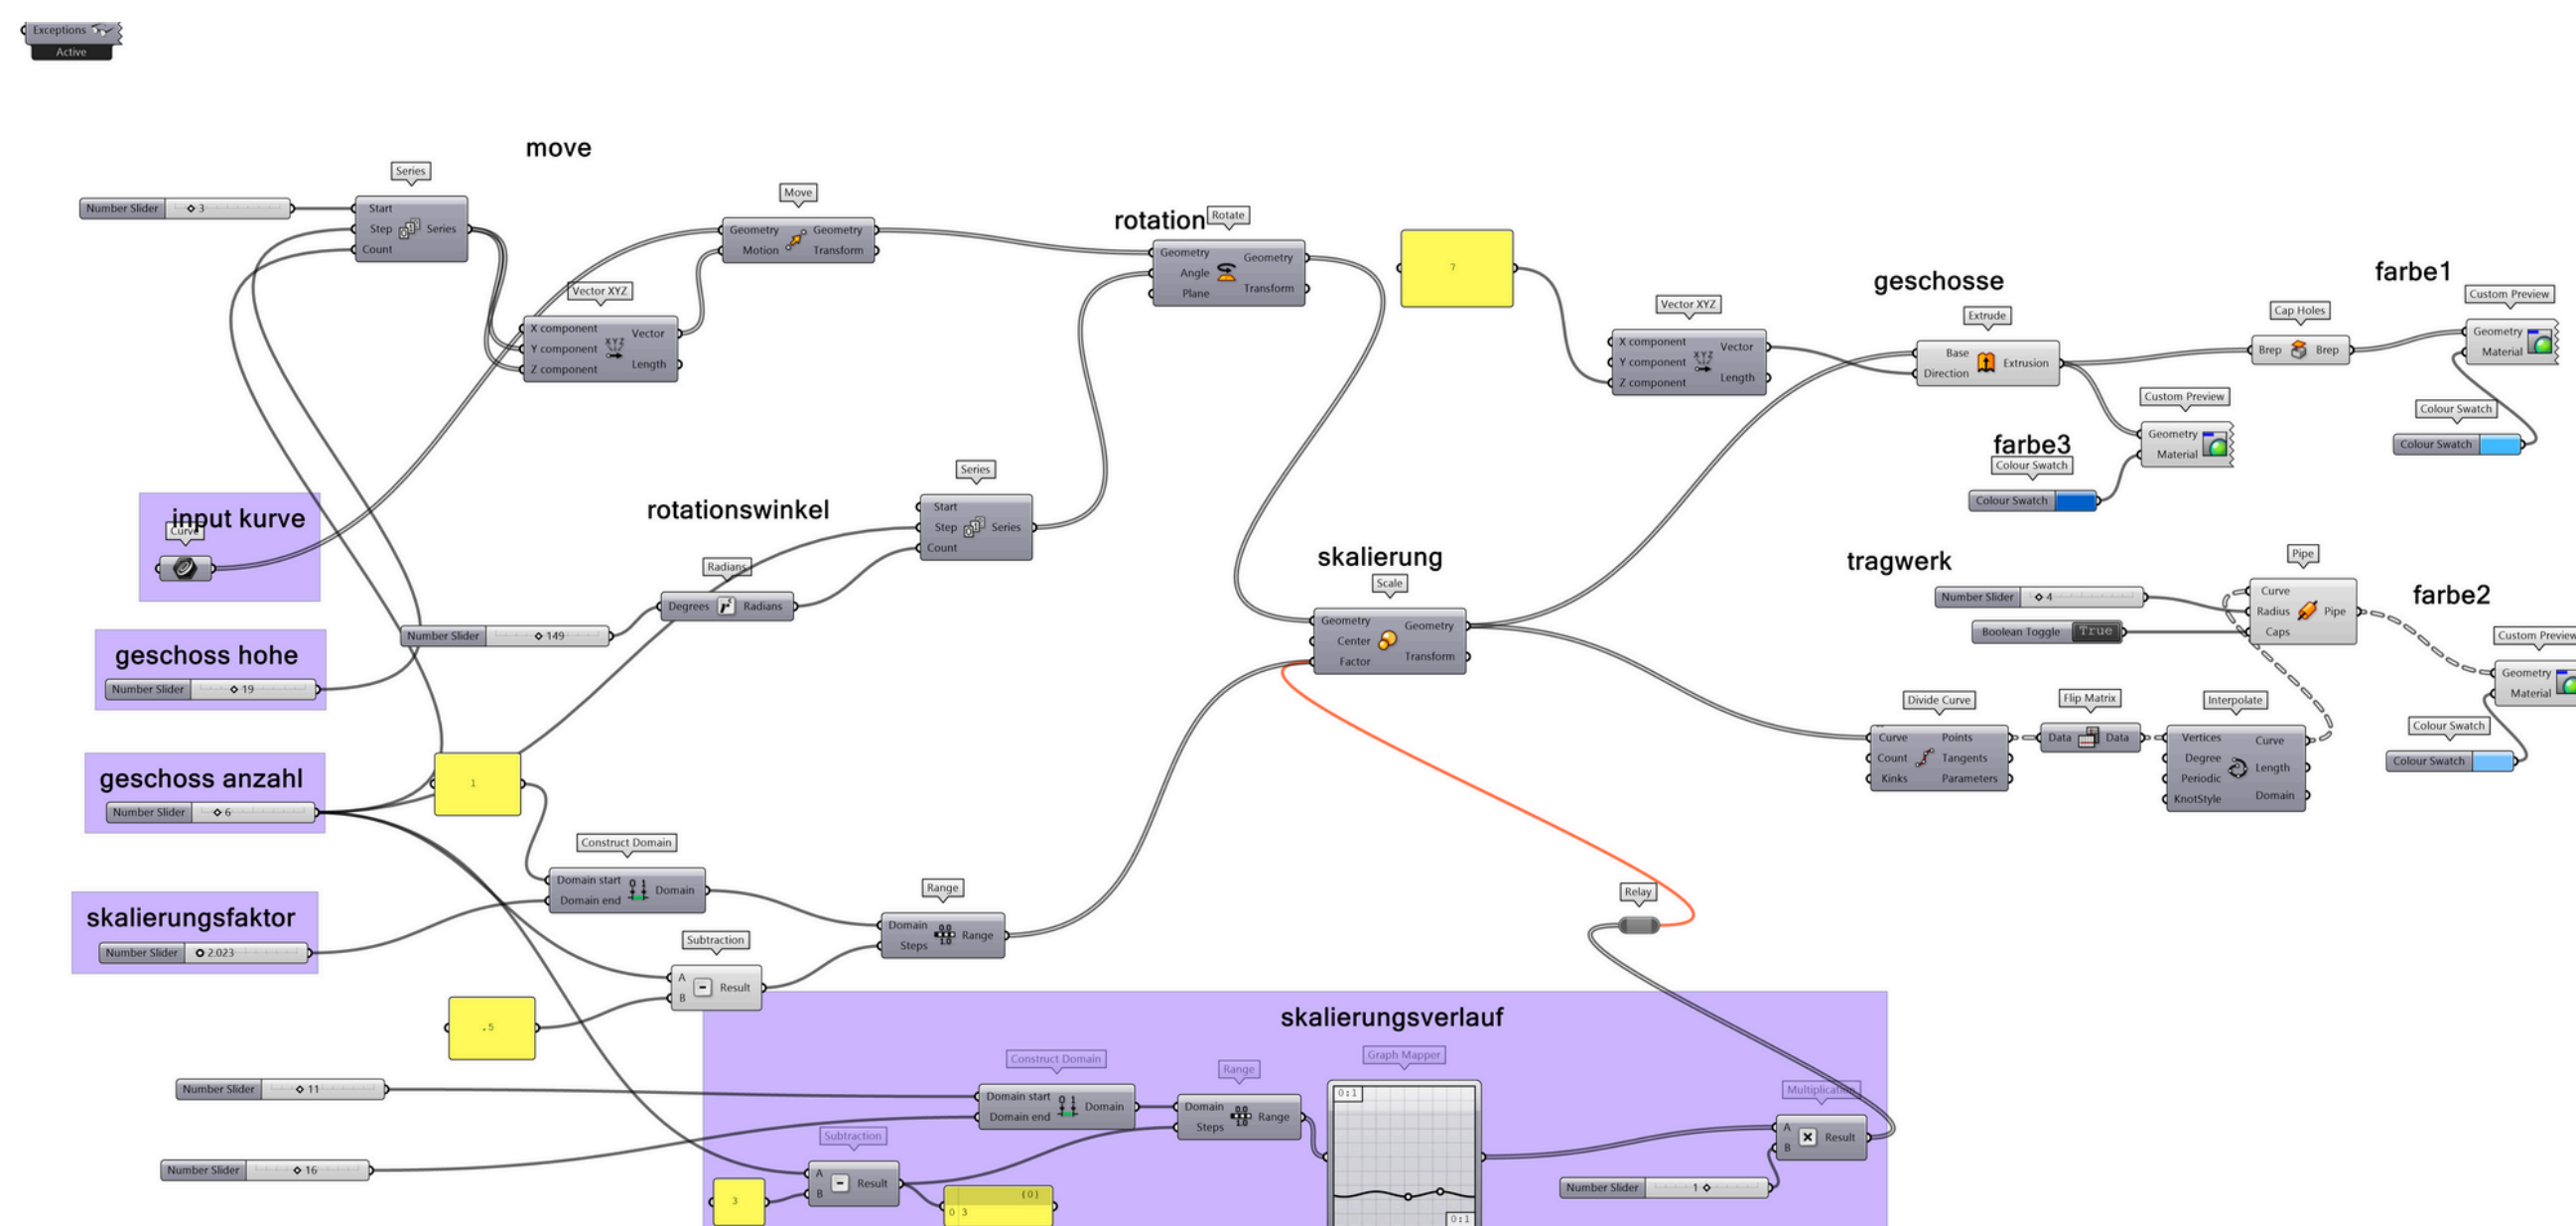 Exceptions
Active
move
Series
Number Slider 3
Start
Step Series
Count
Move
Geometry Geometry
Motion Transform
Vector XYZ
X component
Vector
Y component
Length
Z component
rotation
Rotate
Geometry
Geometry
Angle
Transform
Plane
7
Vector XYZ
X component
Vector
Y component
Length
Z component
geschosse
Extrude
Base
Extrusion
Direction
Cap Holes
Brep Brep
farbe1
Custom Preview
Geometry
Material
Colour Swatch
Colour Swatch
Custom Preview
Geometry
Material
farbe3
Colour Swatch
Colour Swatch
input kurve
Curve
rotationswinkel
Series
Start
Step Series
Count
Radians
Degrees Radians
Number Slider 149
geschoss hohe
Number Slider 19
geschoss anzahl
Number Slider 6
1
skalierung
Scale
Geometry
Geometry
Center
Transform
Factor
tragwerk
Number Slider 4
Boolean Toggle True
Pipe
Curve
Radius Pipe
Caps
farbe2
Custom Preview
Geometry
Material
Colour Swatch
Colour Swatch
Divide Curve
Curve Points
Count Tangents
Kinks Parameters
Flip Matrix
Data Data
Interpolate
Vertices
Curve
Degree
Length
Periodic
Domain
KnotStyle
skalierungsfaktor
Number Slider 2.023
Construct Domain
Domain start
Domain
Domain end
Range
Domain
Range
Steps
Subtraction
A
Result
B
.5
Relay
skalierungsverlauf
Number Slider 11
Number Slider 16
Construct Domain
Domain start
Domain
Domain end
Range
Domain
Range
Steps
Graph Mapper
0:1
0:1
Subtraction
A
Result
B
3
{0}
0 3
Multiplication
A
Result
B
Number Slider 1